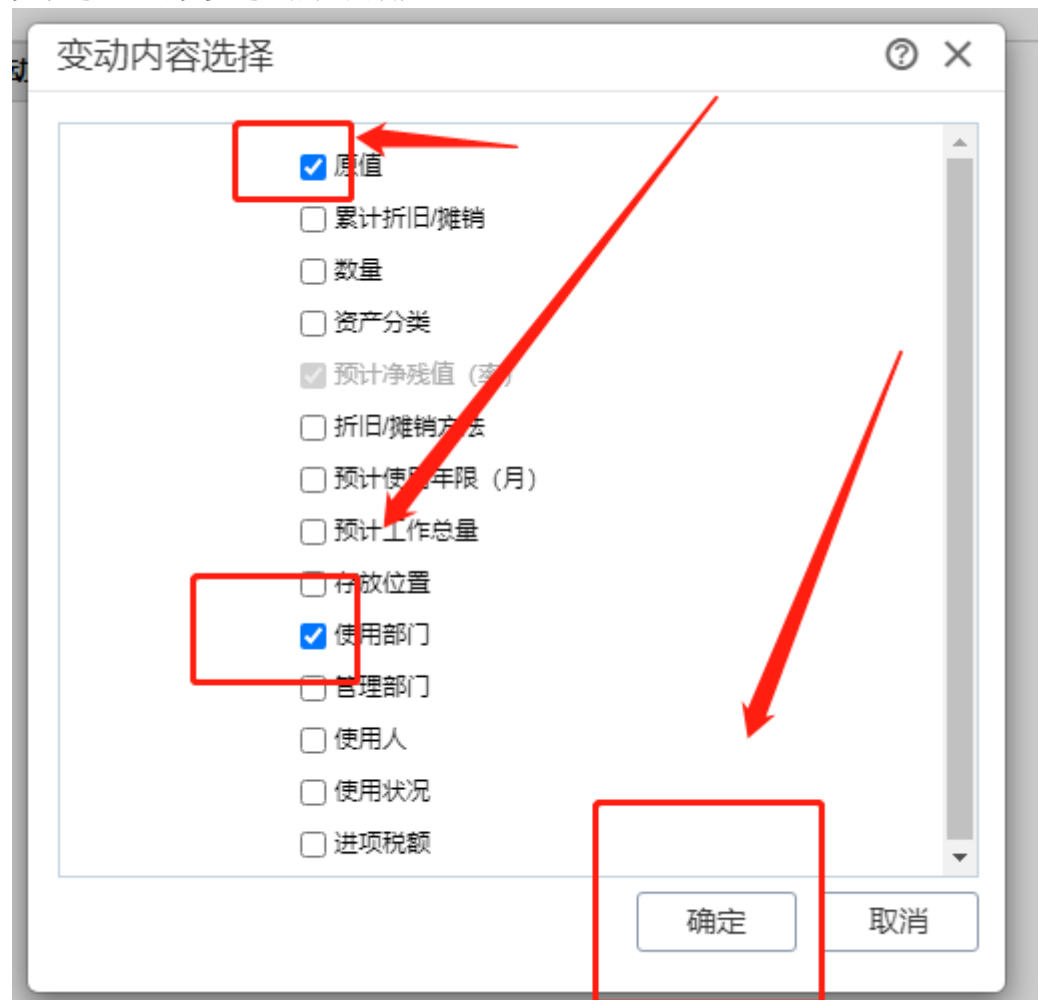 变动内容选择
原值
累计折旧/摊销
数量
资产分类
预计净残值（率）
折旧/摊销方法
预计使用年限（月）
预计工作总量
存放位置
使用部门
管理部门
使用人
使用状况
进项税额
确定
取消